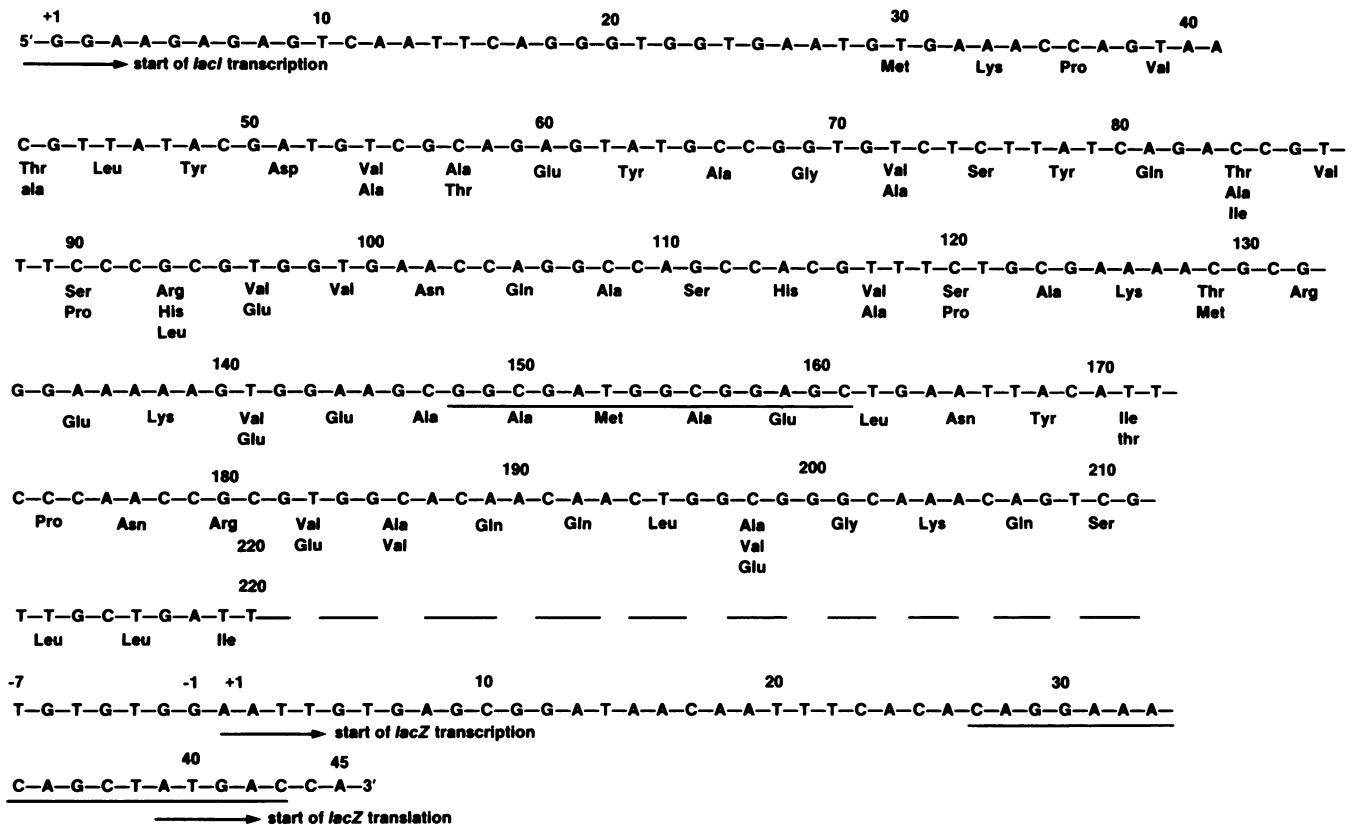 +1 10 20 30 40
5′–G–G–A–A–G–A–G–A–G–T–C–A–A–T–T–C–A–G–G–G–T–G–G–T–G–A–A–T–G–T–G–A–A–A–C–C–A–G–T–A–A
start of lacI transcription Met Lys Pro Val
50 60 70 80
C–G–T–T–A–T–A–C–G–A–T–G–T–C–G–C–A–G–A–G–T–A–T–G–C–C–G–G–T–G–T–C–T–C–T–T–A–T–C–A–G–A–C–C–G–T–
Thr Leu Tyr Asp Val Ala Glu Tyr Ala Gly Val Ser Tyr Gln Thr Val
ala Ala Thr Ala Ala
Ile
90 100 110 120 130
T–T–C–C–C–G–C–G–T–G–G–T–G–A–A–C–C–A–G–G–C–C–A–G–C–C–A–C–G–T–T–T–C–T–G–C–G–A–A–A–A–C–G–C–G–
Ser Arg Val Val Asn Gln Ala Ser His Val Ser Ala Lys Thr Arg
Pro His Glu Ala Pro Met
Leu
140 150 160 170
G–G–A–A–A–A–A–G–T–G–G–A–A–G–C–G–G–C–G–A–T–G–G–C–G–G–A–G–C–T–G–A–A–T–T–A–C–A–T–T–
Glu Lys Val Glu Ala Ala Met Ala Glu Leu Asn Tyr Ile
Glu thr
180 190 200 210
C–C–C–A–A–C–C–G–C–G–T–G–G–C–A–C–A–A–C–A–A–C–T–G–G–C–G–G–G–C–A–A–A–C–A–G–T–C–G–
Pro Asn Arg Val Ala Gln Gln Leu Ala Gly Lys Gln Ser
220 Glu Val Val
Glu
220
T–T–G–C–T–G–A–T–T–
Leu Leu Ile
-7 -1 +1 10 20 30
T–G–T–G–T–G–G–A–A–T–T–G–T–G–A–G–C–G–G–A–T–A–A–C–A–A–T–T–T–C–A–C–A–C–A–G–G–A–A–A–
start of lacZ transcription
40 45
C–A–G–C–T–A–T–G–A–C–C–A–3′
start of lacZ translation